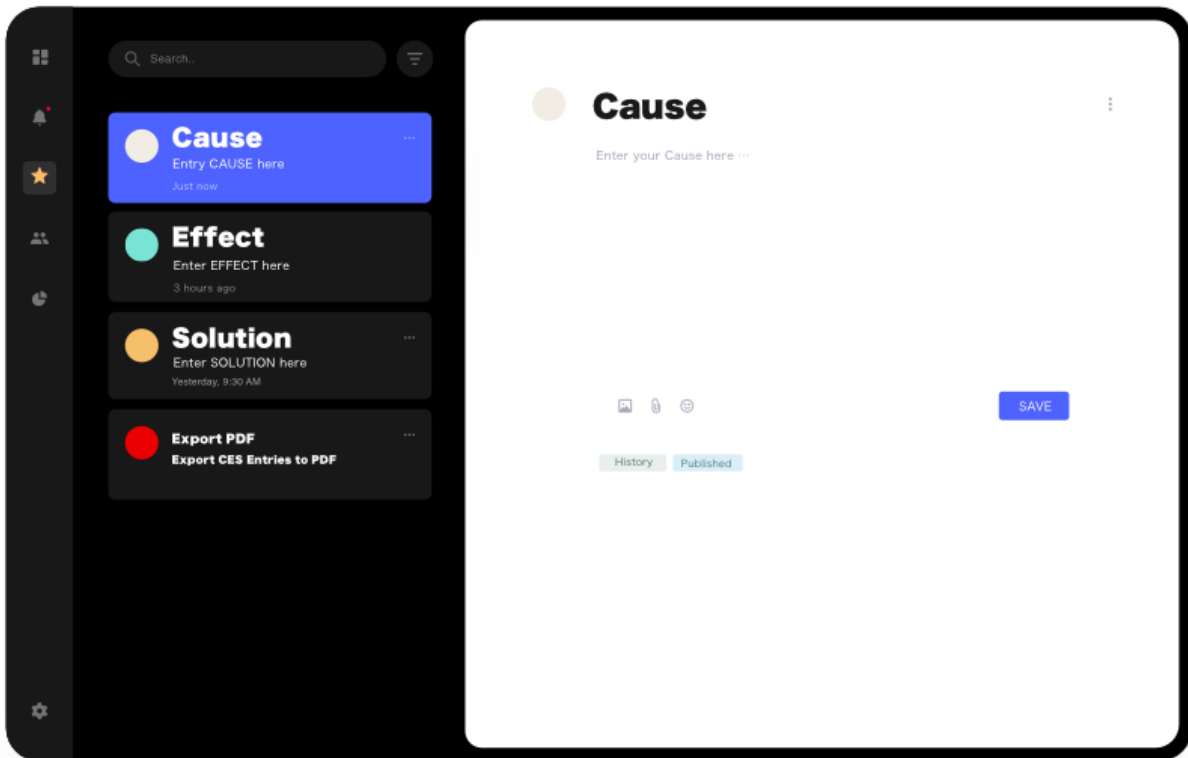 Search..
Cause
Entry CAUSE here
Just now
Effect
Enter EFFECT here
3 hours ago
Solution
Enter SOLUTION here
Yesterday, 9:30 AM
Export PDF
Export CES Entries to PDF
Cause
Enter your Cause here ···
SAVE
History
Published